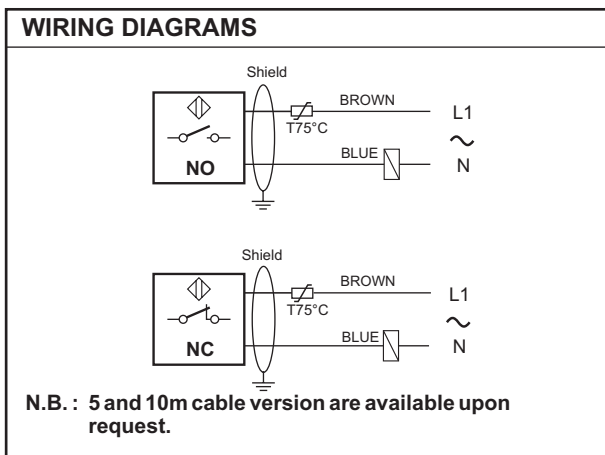 WIRING DIAGRAMS
Shield
BROWN
L1
T75°C
BLUE
N
NO
Shield
BROWN
L1
T75°C
BLUE
N
NC
N.B. : 5 and 10m cable version are available upon
request.